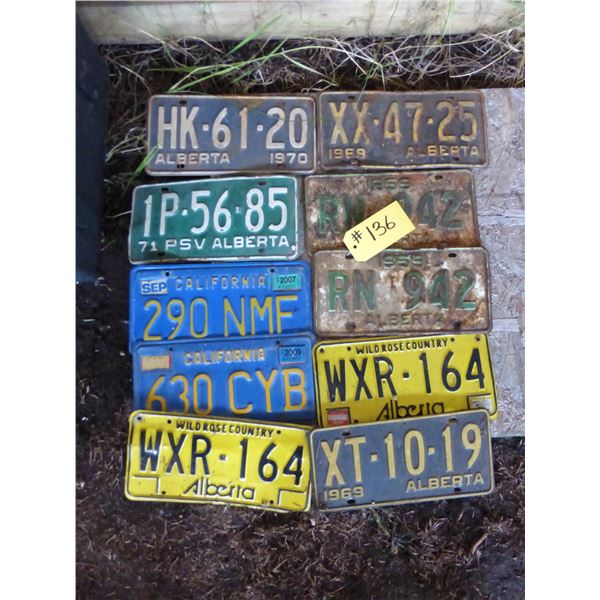 HK·61·20
ALBERTA 1970
XX·47·25
1969 ALBERTA
1P·56·85
71 PSV ALBERTA
RN 942
#136
SEP CALIFORNIA 2007
290 NMF
1959
RN 942
ALBERTA
CALIFORNIA 2009
630 CYB
WILD ROSE COUNTRY
WXR·164
Alberta
WILD ROSE COUNTRY
WXR·164
Alberta
XT·10·19
1969 ALBERTA